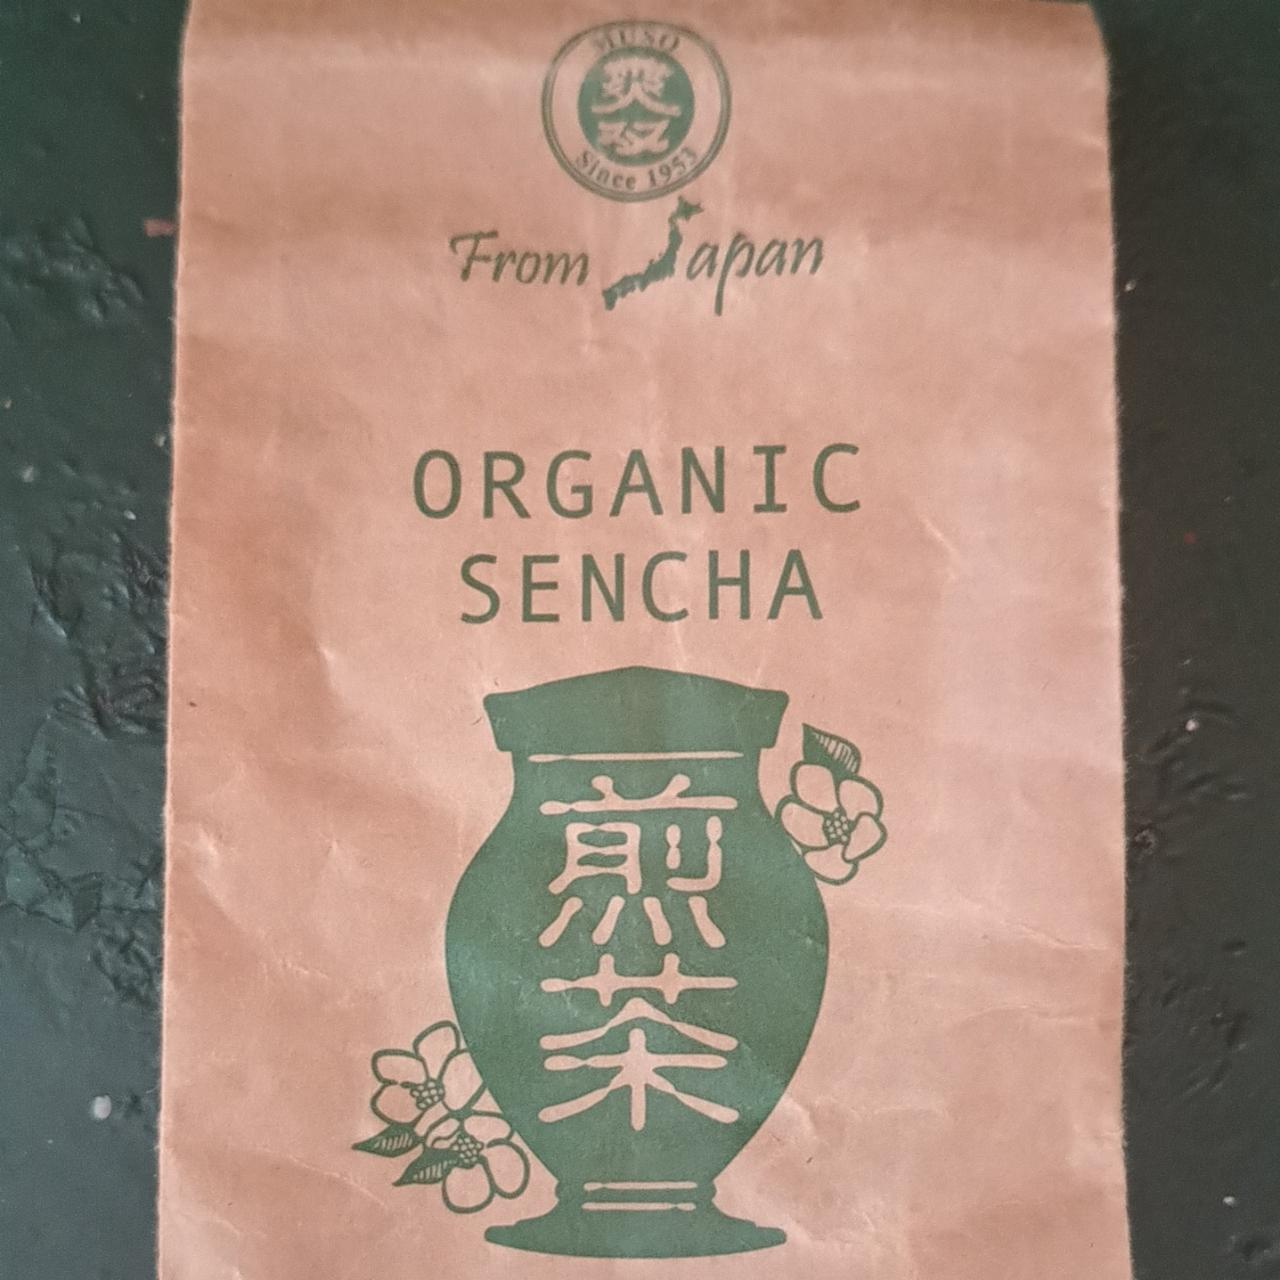 MUSO
Since 1953
From Japan
ORGANIC
SENCHA
煎茶